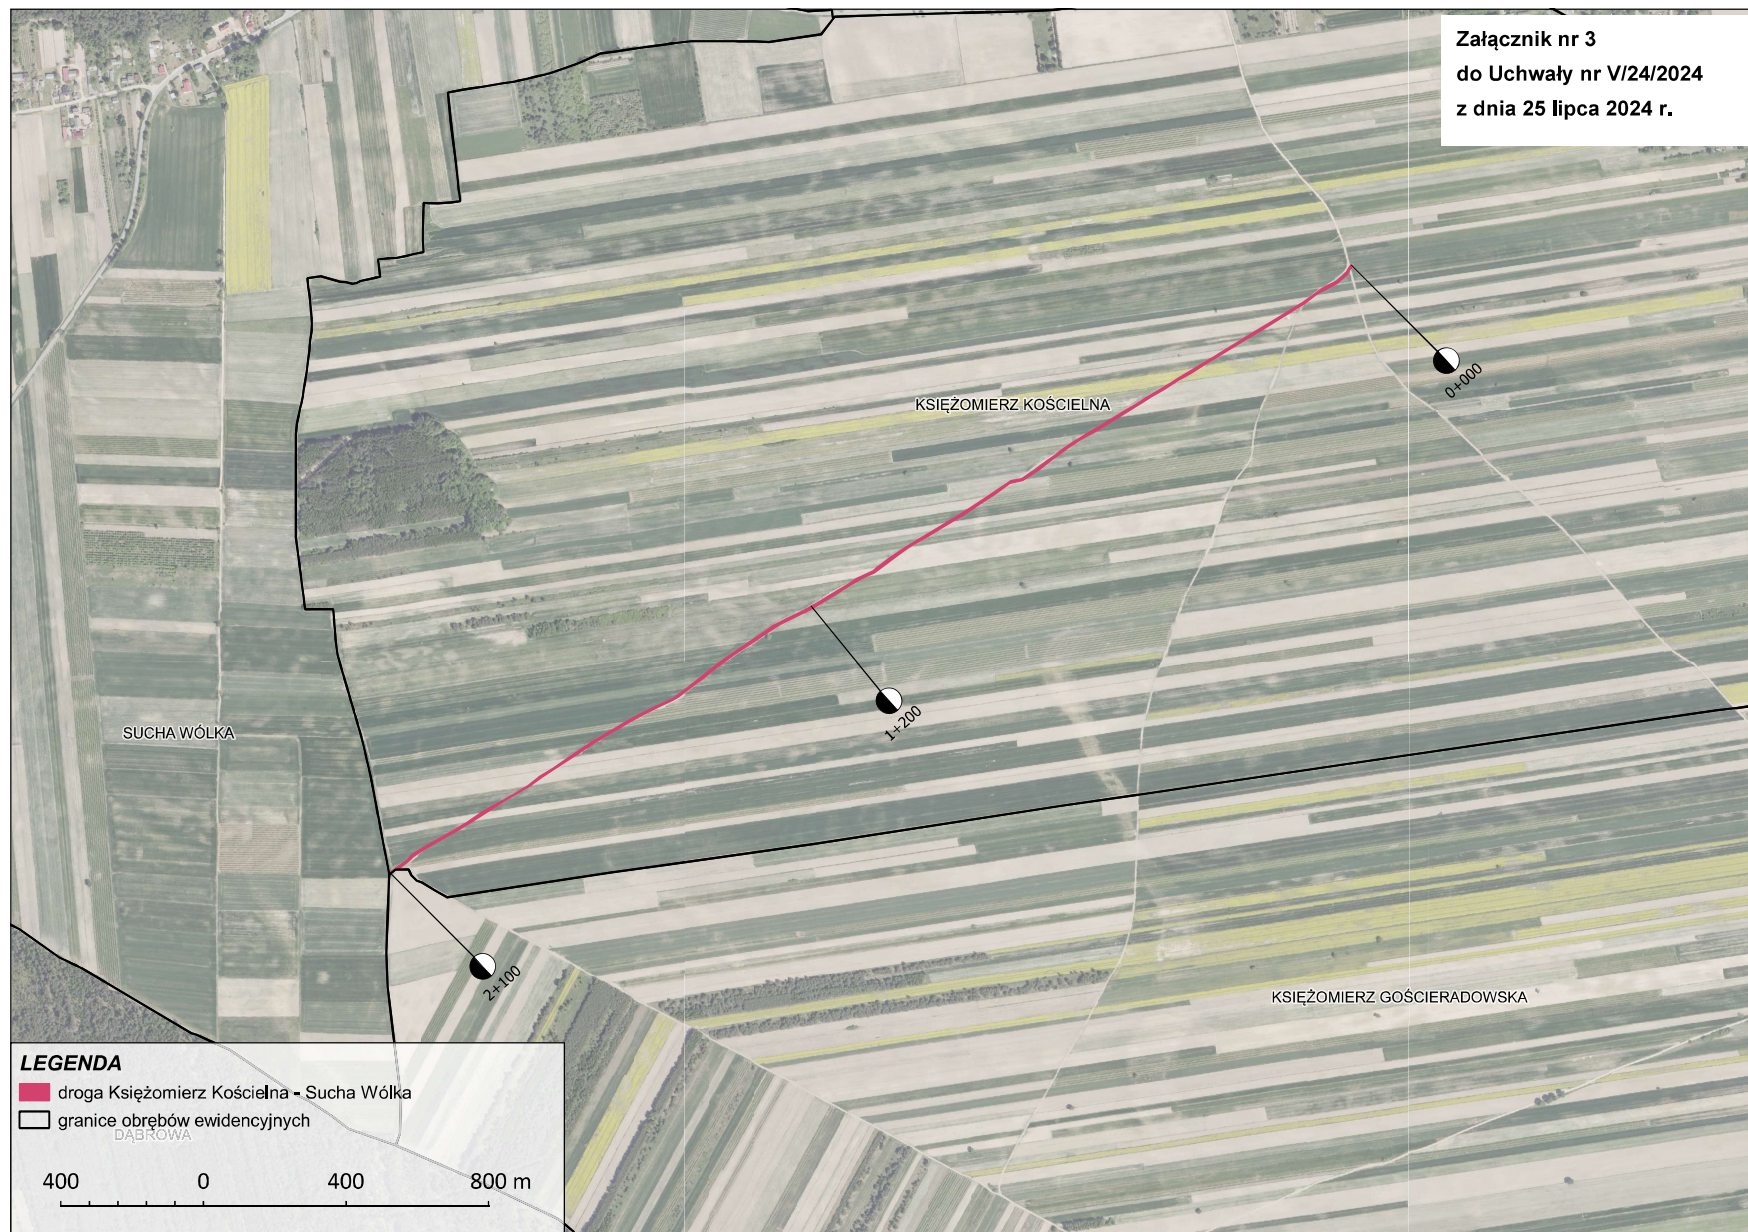 Załącznik nr 3
do Uchwały nr V/24/2024
z dnia 25 lipca 2024 r.
0+000
KSIĘŻOMIERZ KOŚCIELNA
1+200
SUCHA WÓLKA
2+100
KSIĘŻOMIERZ GOŚCIERADOWSKA
LEGENDA
droga Księżomierz Kościelna - Sucha Wólka
granice obrębów ewidencyjnych
DĄBROWA
400 0 400 800 m